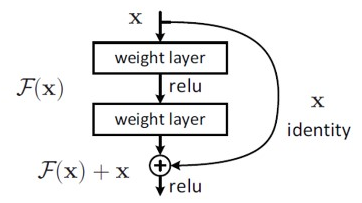 x
weight layer
relu
F(x)
weight layer
x
identity
F(x) + x
relu